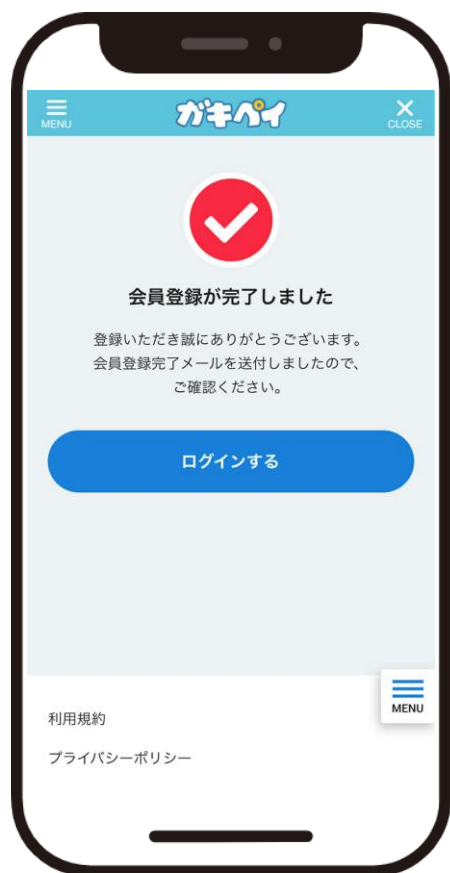 MENU
ガキペイ
CLOSE
会員登録が完了しました
登録いただき誠にありがとうございます。
会員登録完了メールを送付しましたので、
ご確認ください。
ログインする
MENU
利用規約
プライバシーポリシー